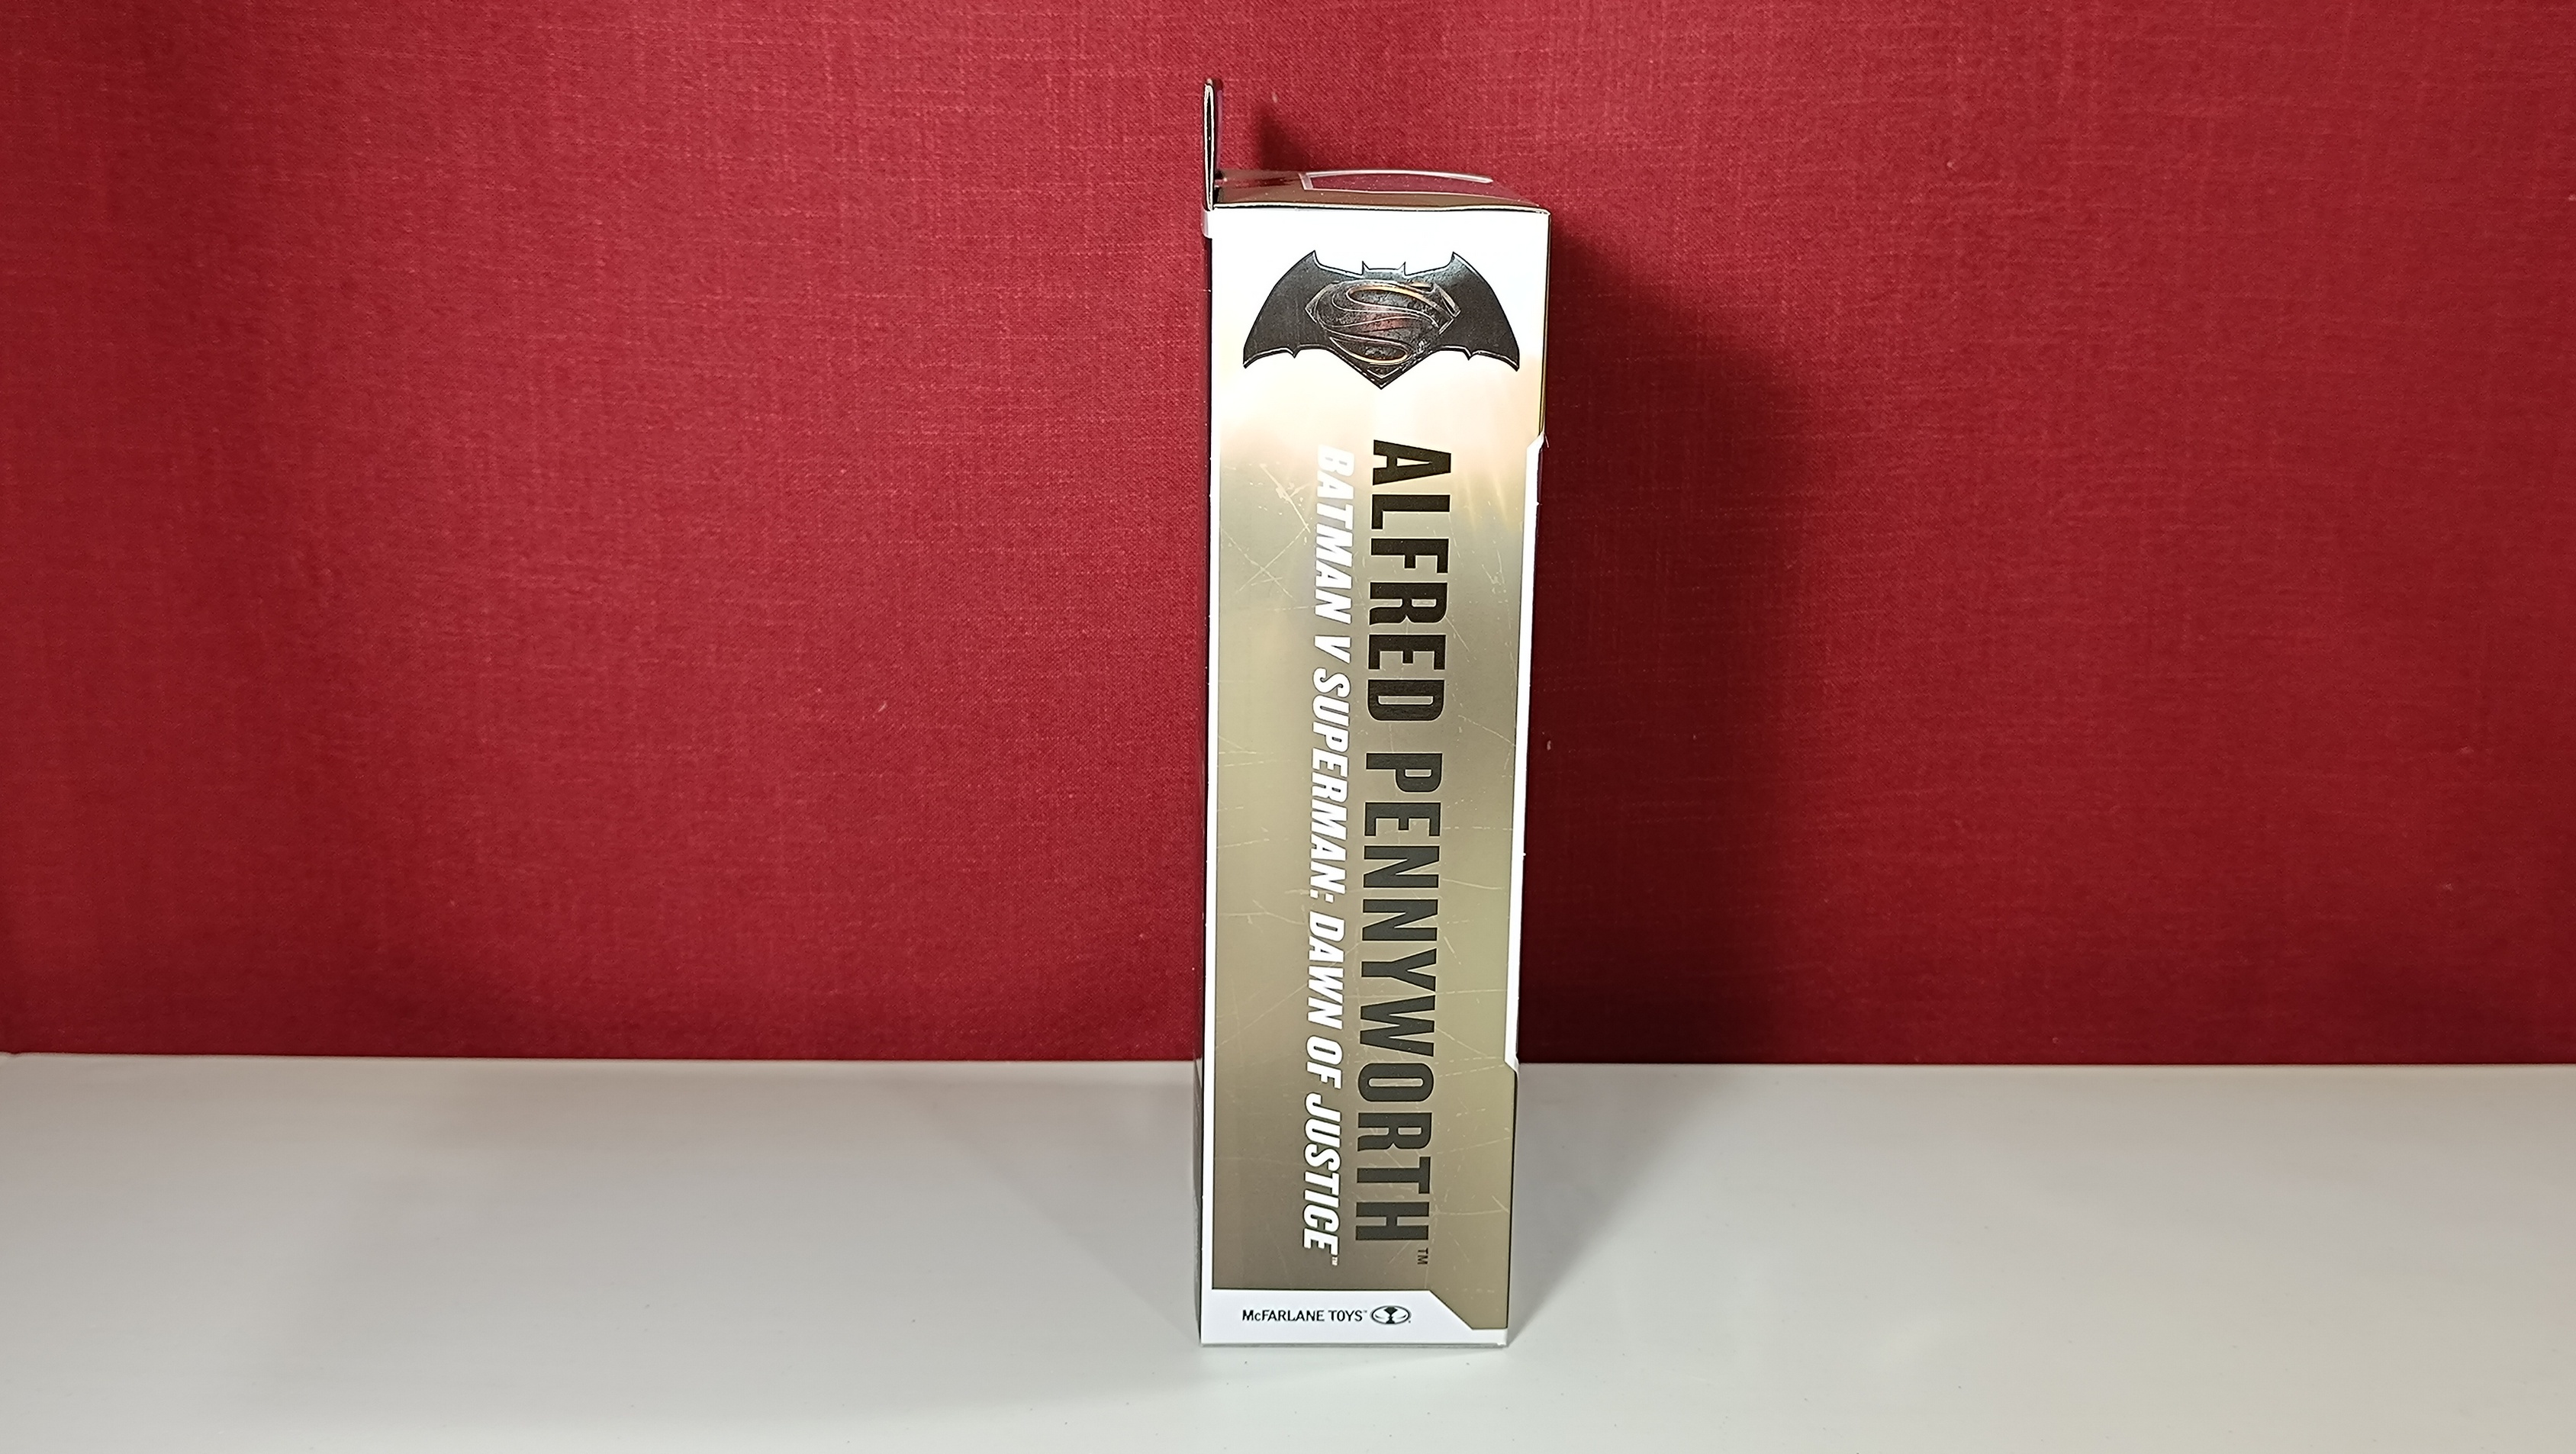 ALFRED PENNYWORTH™
BATMAN V SUPERMAN: DAWN OF JUSTICE™
McFARLANE TOYS™